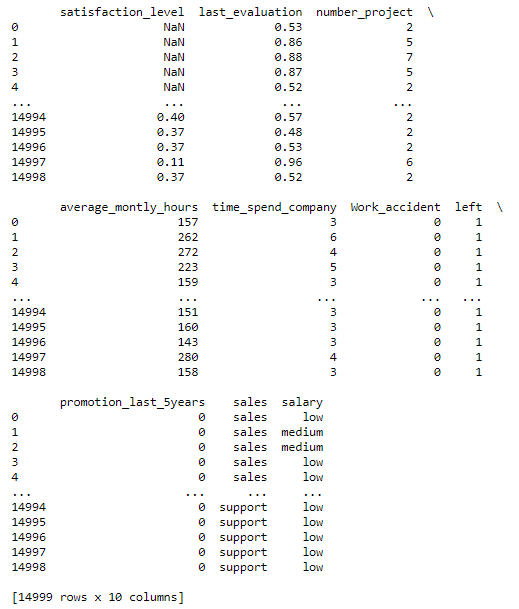 satisfaction_level last_evaluation number_project \
0 NaN 0.53 2
1 NaN 0.86 5
2 NaN 0.88 7
3 NaN 0.87 5
4 NaN 0.52 2
... ... ... ...
14994 0.40 0.57 2
14995 0.37 0.48 2
14996 0.37 0.53 2
14997 0.11 0.96 6
14998 0.37 0.52 2
average_montly_hours time_spend_company Work_accident left \
0 157 3 0 1
1 262 6 0 1
2 272 4 0 1
3 223 5 0 1
4 159 3 0 1
... ... ... ... ...
14994 151 3 0 1
14995 160 3 0 1
14996 143 3 0 1
14997 280 4 0 1
14998 158 3 0 1
promotion_last_5years sales salary
0 0 sales low
1 0 sales medium
2 0 sales medium
3 0 sales low
4 0 sales low
... ... ... ...
14994 0 support low
14995 0 support low
14996 0 support low
14997 0 support low
14998 0 support low
[14999 rows x 10 columns]